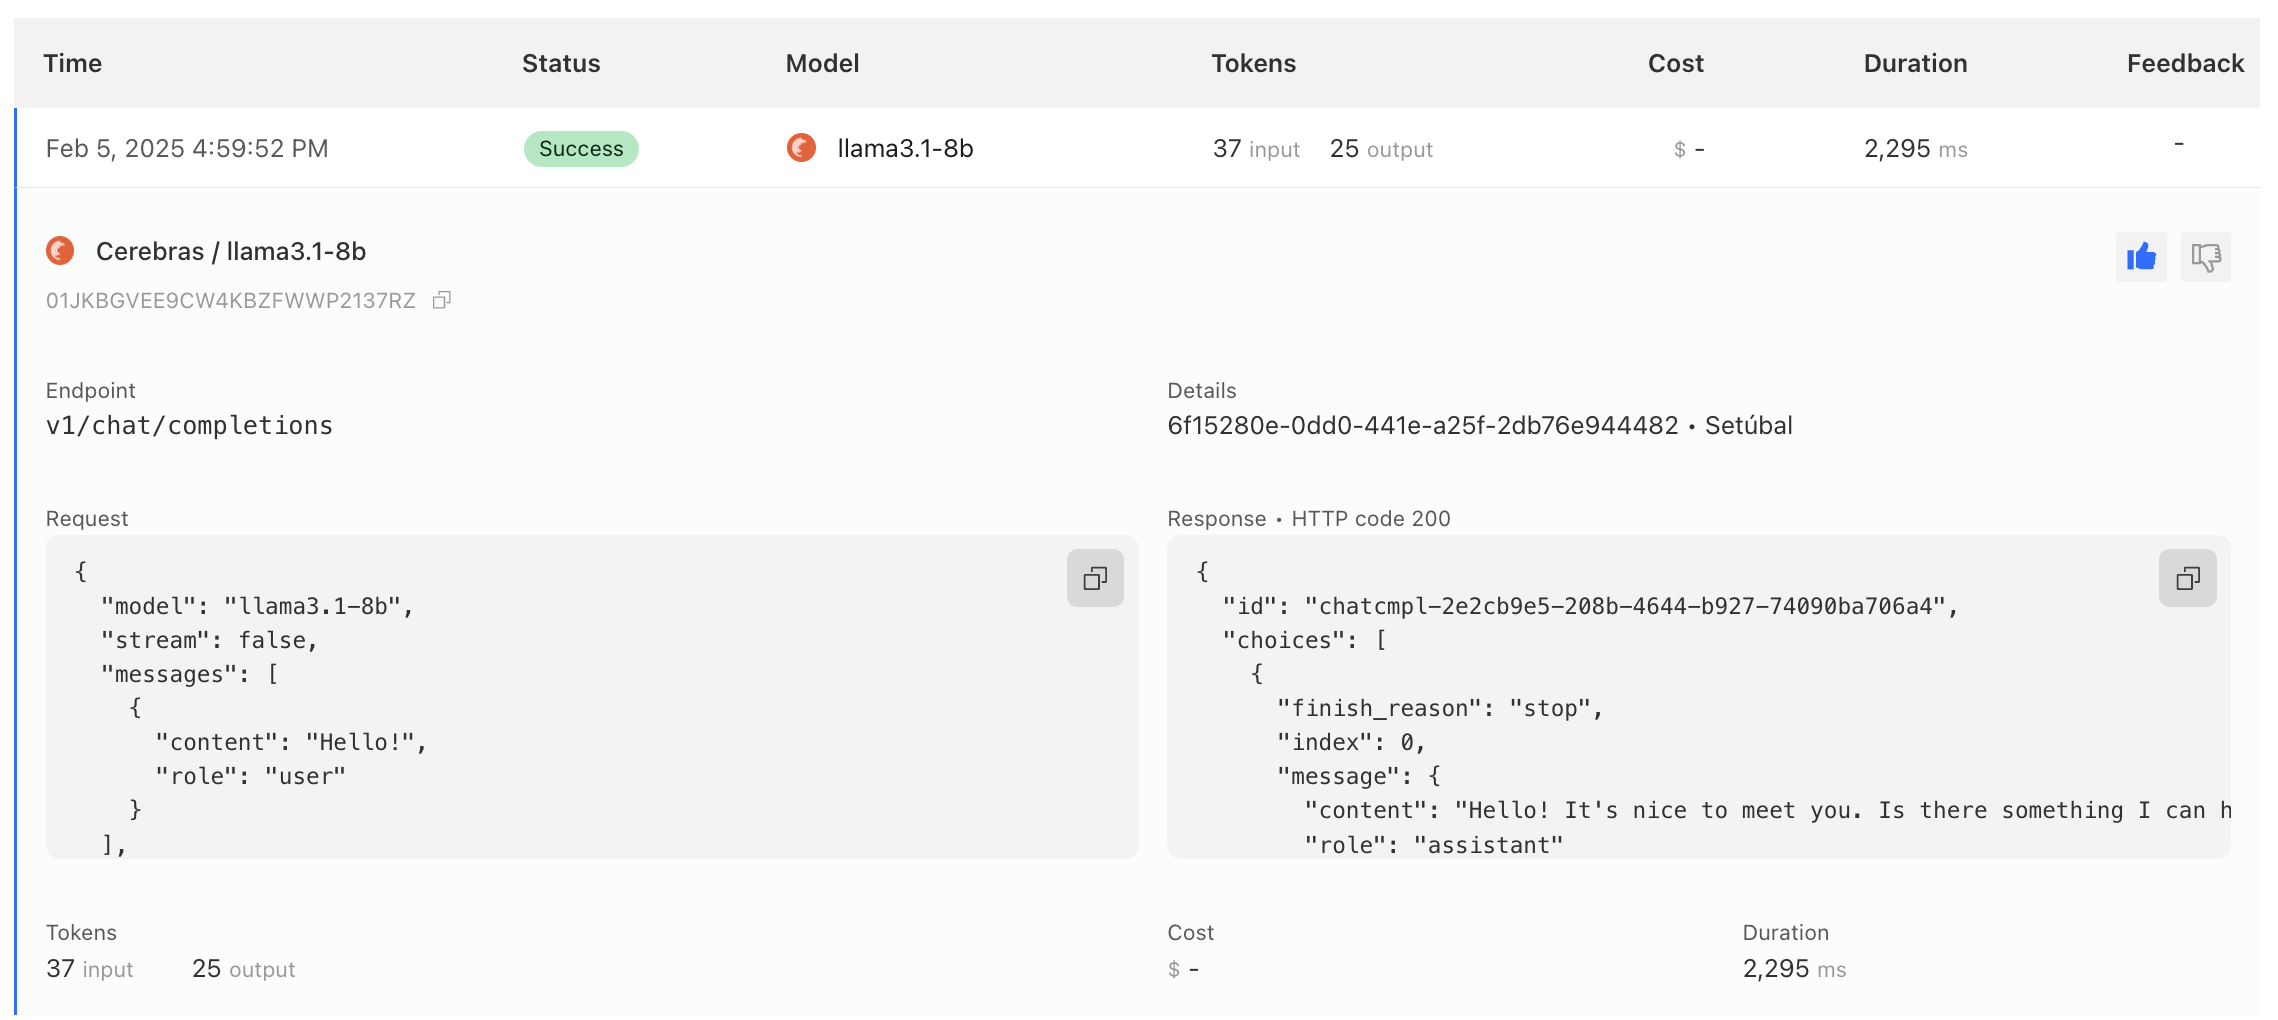 Time Status Model Tokens Cost Duration Feedback
Feb 5, 2025 4:59:52 PM Success llama3.1-8b 37 input 25 output $ - 2,295 ms -
Cerebras / llama3.1-8b
01JKBGVEE9CW4KBZFWWP2137RZ
Endpoint
v1/chat/completions
Details
6f15280e-0dd0-441e-a25f-2db76e944482 • Setúbal
Request
{
"model": "llama3.1-8b",
"stream": false,
"messages": [
{
"content": "Hello!",
"role": "user"
}
],
Response • HTTP code 200
{
"id": "chatcmpl-2e2cb9e5-208b-4644-b927-74090ba706a4",
"choices": [
{
"finish_reason": "stop",
"index": 0,
"message": {
"content": "Hello! It's nice to meet you. Is there something I can h
"role": "assistant"
Tokens
37 input 25 output
Cost
$ -
Duration
2,295 ms